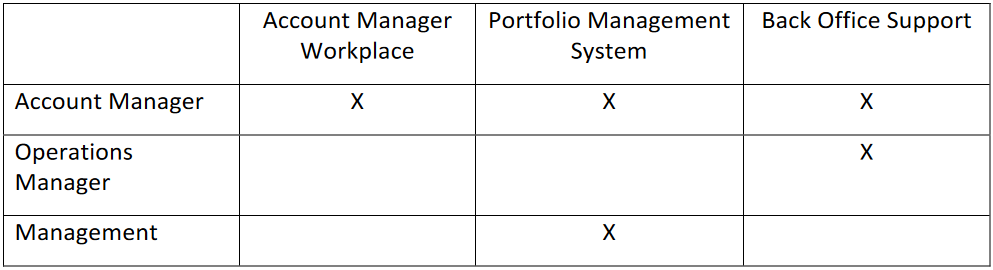 Account Manager Workplace
Portfolio Management System
Back Office Support
Account Manager X X X
Operations Manager X
Management X